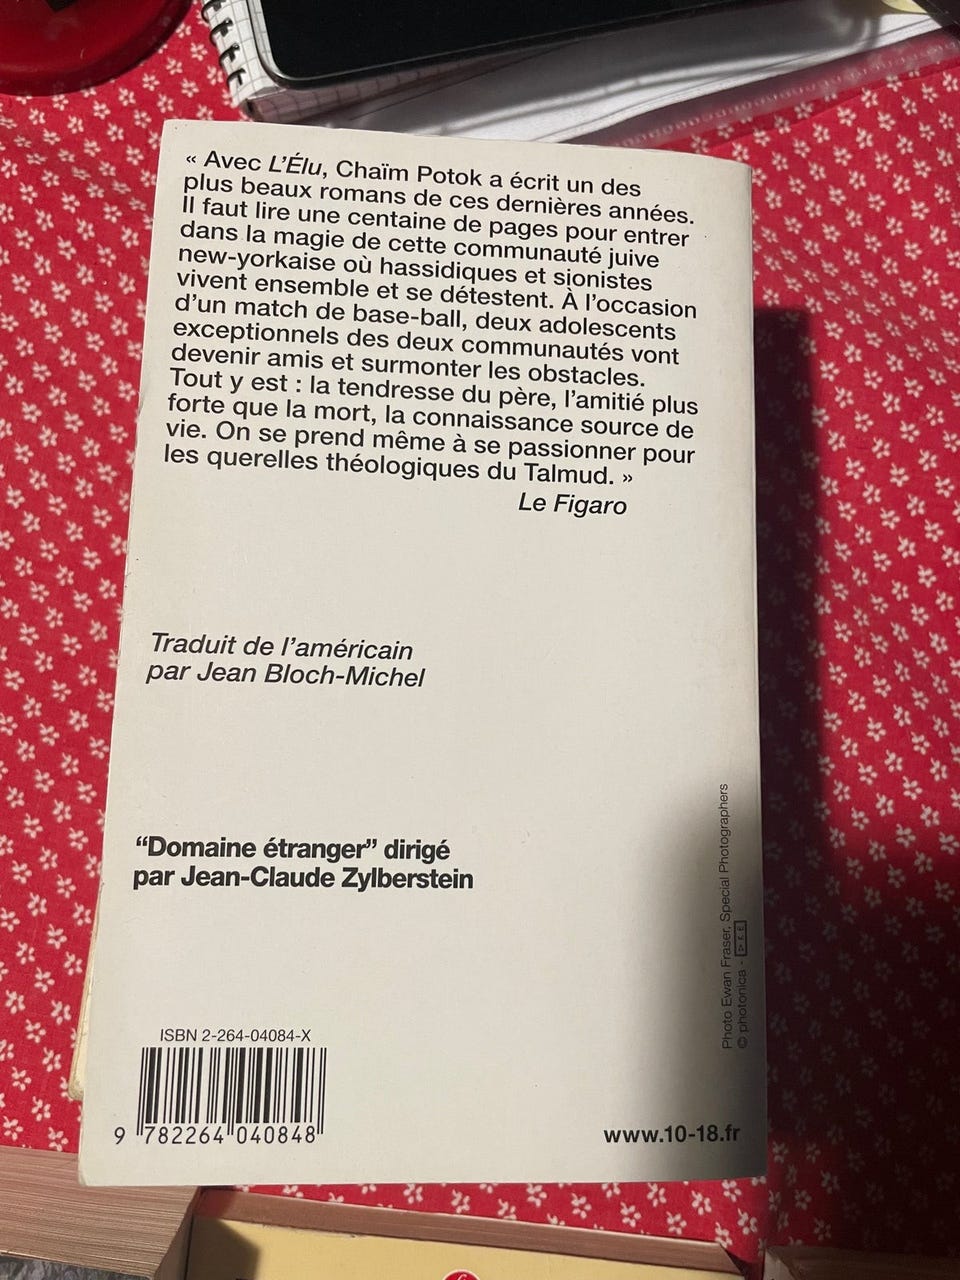 « Avec L’Élu, Chaïm Potok a écrit un des
plus beaux romans de ces dernières années.
Il faut lire une centaine de pages pour entrer
dans la magie de cette communauté juive
new-yorkaise où hassidiques et sionistes
vivent ensemble et se détestent. À l’occasion
d’un match de base-ball, deux adolescents
exceptionnels des deux communautés vont
devenir amis et surmonter les obstacles.
Tout y est : la tendresse du père, l’amitié plus
forte que la mort, la connaissance source de
vie. On se prend même à se passionner pour
les querelles théologiques du Talmud. »
Le Figaro
Traduit de l’américain
par Jean Bloch-Michel
“Domaine étranger” dirigé
par Jean-Claude Zylberstein
Photo Ewan Fraser, Special Photographers
© photonica -
ISBN 2-264-04084-X
9 782264 040848
www.10-18.fr